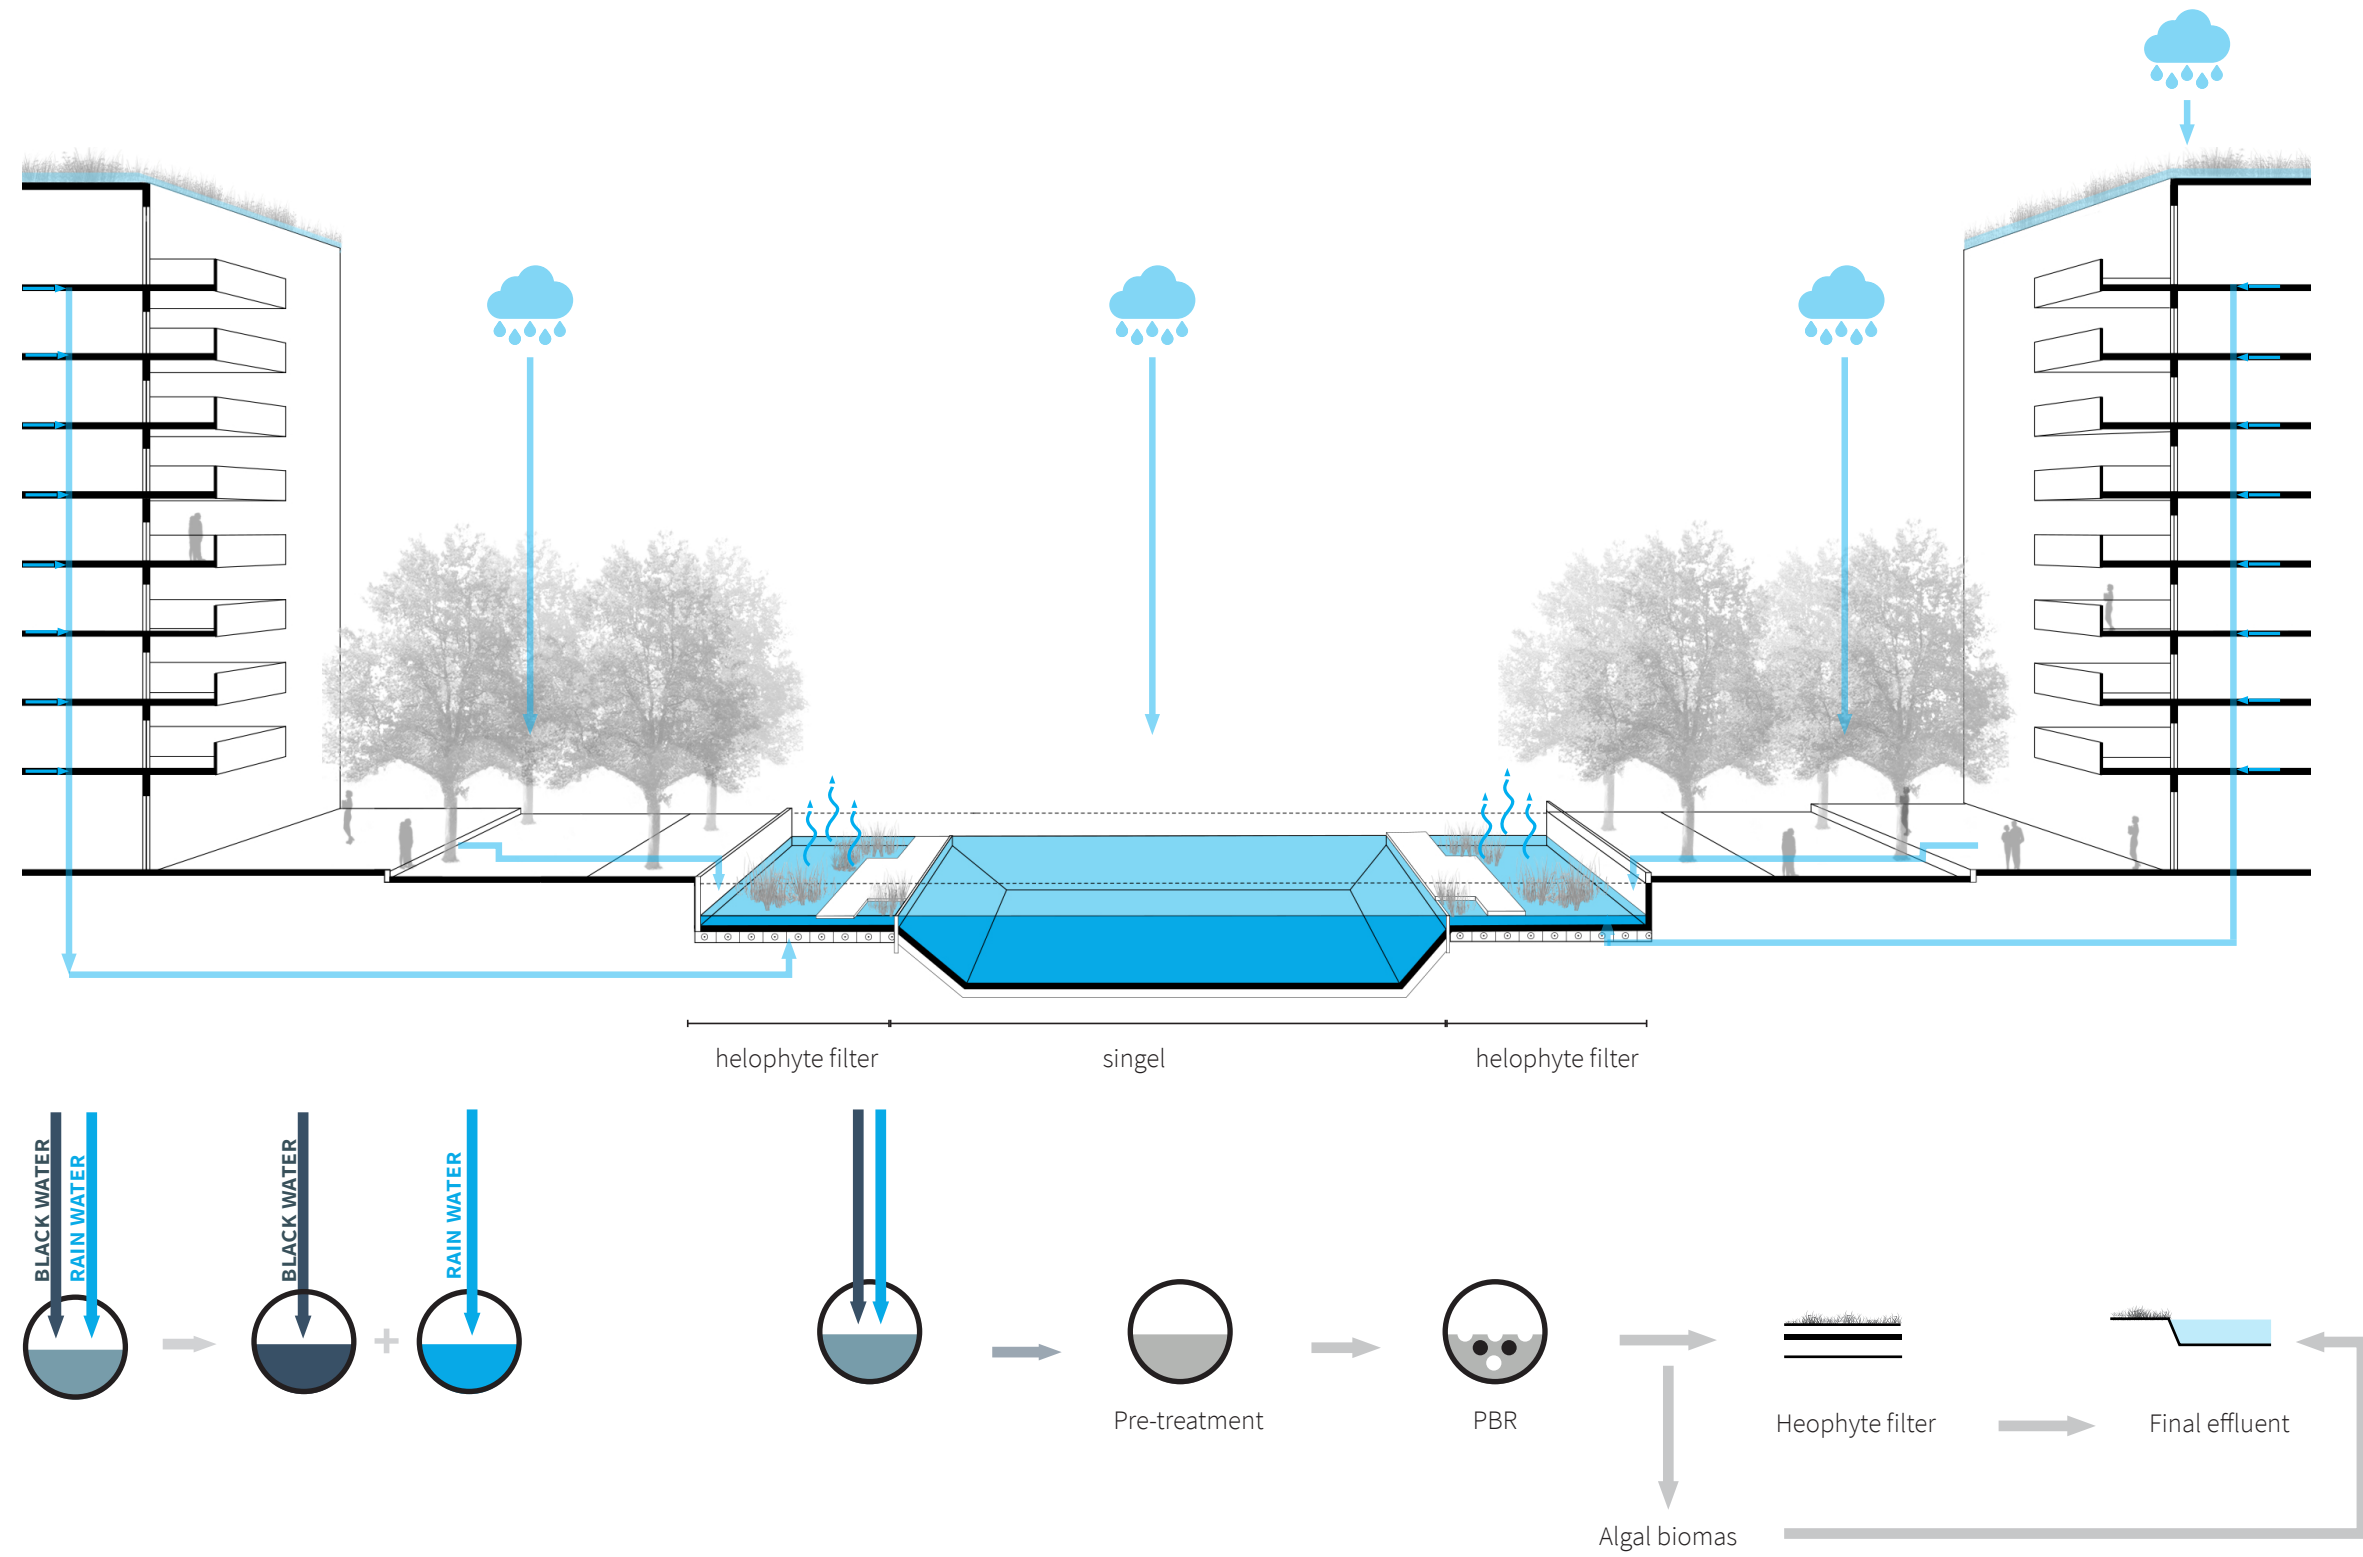 helophyte filter
singel
helophyte filter
BLACK WATER
RAIN WATER
BLACK WATER
RAIN WATER
Pre-treatment
PBR
Heophyte filter
Final effluent
Algal biomas